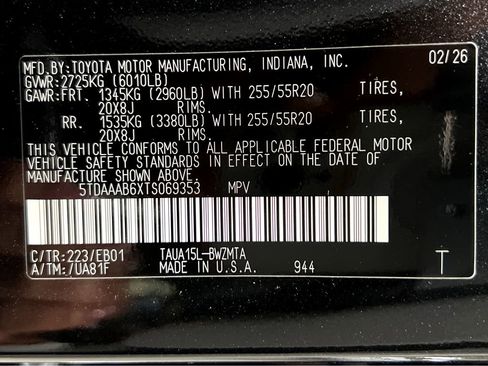 MFD.BY:TOYOTA MOTOR MANUFACTURING, INDIANA, INC. 02/26
GVWR:2725KG (6010LB)
GAWR:FRT. 1345KG (2960LB) WITH 255/55R20 TIRES,
20X8J RIMS.
RR. 1535KG (3380LB) WITH 255/55R20 TIRES,
20X8J RIMS.
THIS VEHICLE CONFORMS TO ALL APPLICABLE FEDERAL MOTOR
VEHICLE SAFETY STANDARDS IN EFFECT ON THE DATE OF
MANUFACTURE SHOWN ABOVE.
5TDAAAB6XTS069353 MPV
C/TR:223/EB01 TAUA15L-BWZMTA
A/TM:/UA81F MADE IN U.S.A. 944 T